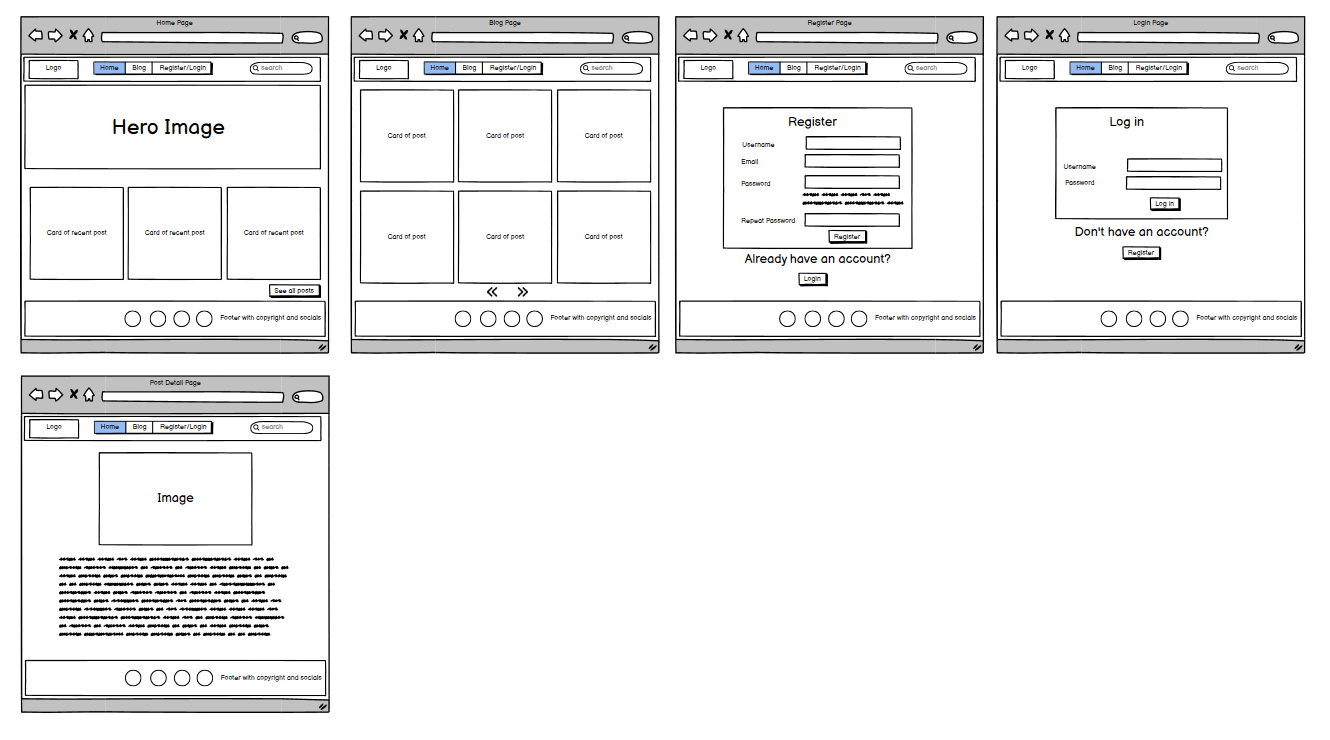 Home Page
Logo Home Blog Register/Login search
Hero Image
Card of recent post Card of recent post Card of recent post
See all posts
Footer with copyright and socials
Blog Page
Logo Home Blog Register/Login search
Card of post Card of post Card of post
Card of post Card of post Card of post
Footer with copyright and socials
Register Page
Logo Home Blog Register/Login search
Register
Username
Email
Password
Repeat Password
Register
Already have an account?
Login
Footer with copyright and socials
Login Page
Logo Home Blog Register/Login search
Log in
Username
Password
Log in
Don't have an account?
Register
Footer with copyright and socials
Post Detail Page
Logo Home Blog Register/Login search
Image
Footer with copyright and socials